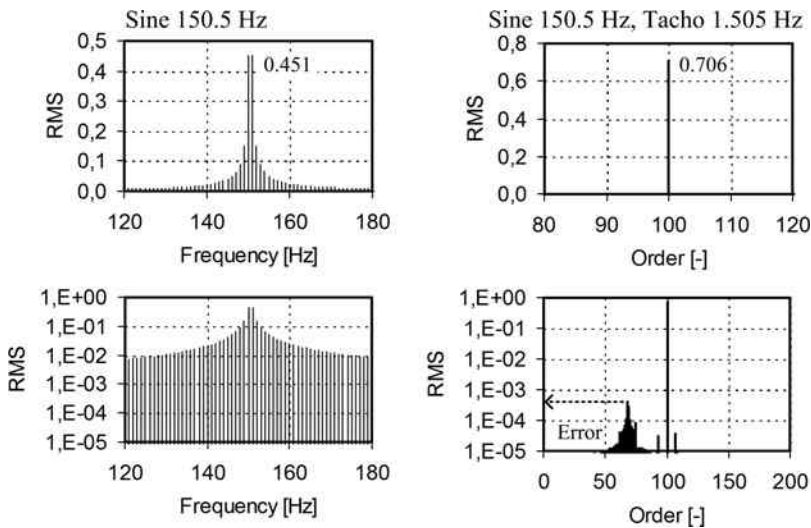 Sine 150.5 Hz
0,5
0,4
0,3
0,2
0,1
0,0
RMS
0.451
120 140 160 180
Frequency [Hz]
Sine 150.5 Hz, Tacho 1.505 Hz
0,8
0,6
0,4
0,2
0,0
RMS
0.706
80 90 100 110 120
Order [-]
1,E+00
1,E-01
1,E-02
1,E-03
1,E-04
1,E-05
RMS
120 140 160 180
Frequency [Hz]
1,E+00
1,E-01
1,E-02
1,E-03
1,E-04
1,E-05
RMS
Error
0 50 100 150 200
Order [-]